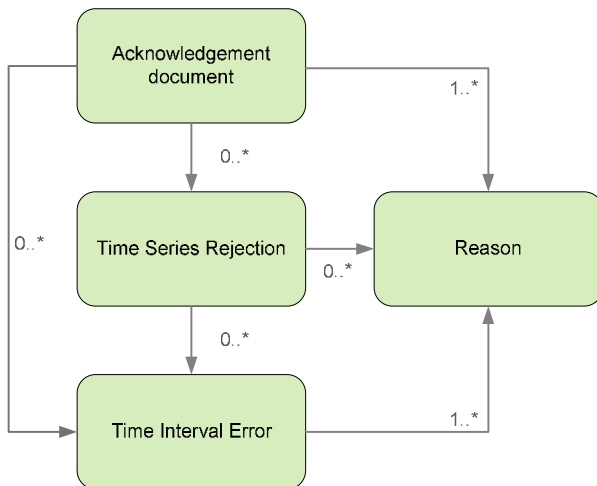 Acknowledgement
document
1..*
0..*
0..*
Time Series Rejection
0..*
Reason
0..*
Time Interval Error
1..*